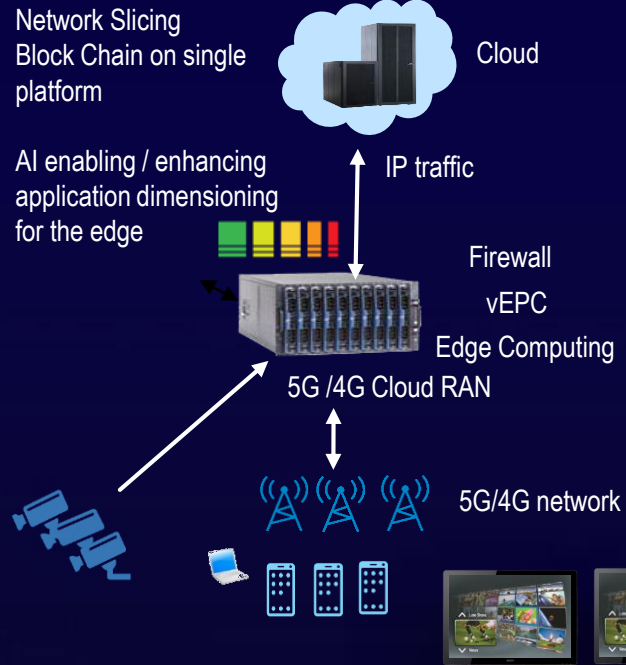 Network Slicing
Block Chain on single
platform
Cloud
AI enabling / enhancing
application dimensioning
for the edge
IP traffic
Firewall
vEPC
Edge Computing
5G /4G Cloud RAN
5G/4G network